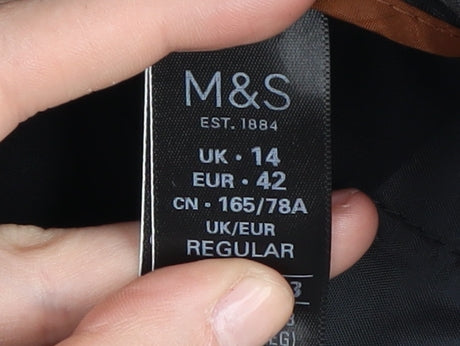 M&S
EST. 1884
UK • 14
EUR • 42
CN • 165/78A
UK/EUR
REGULAR